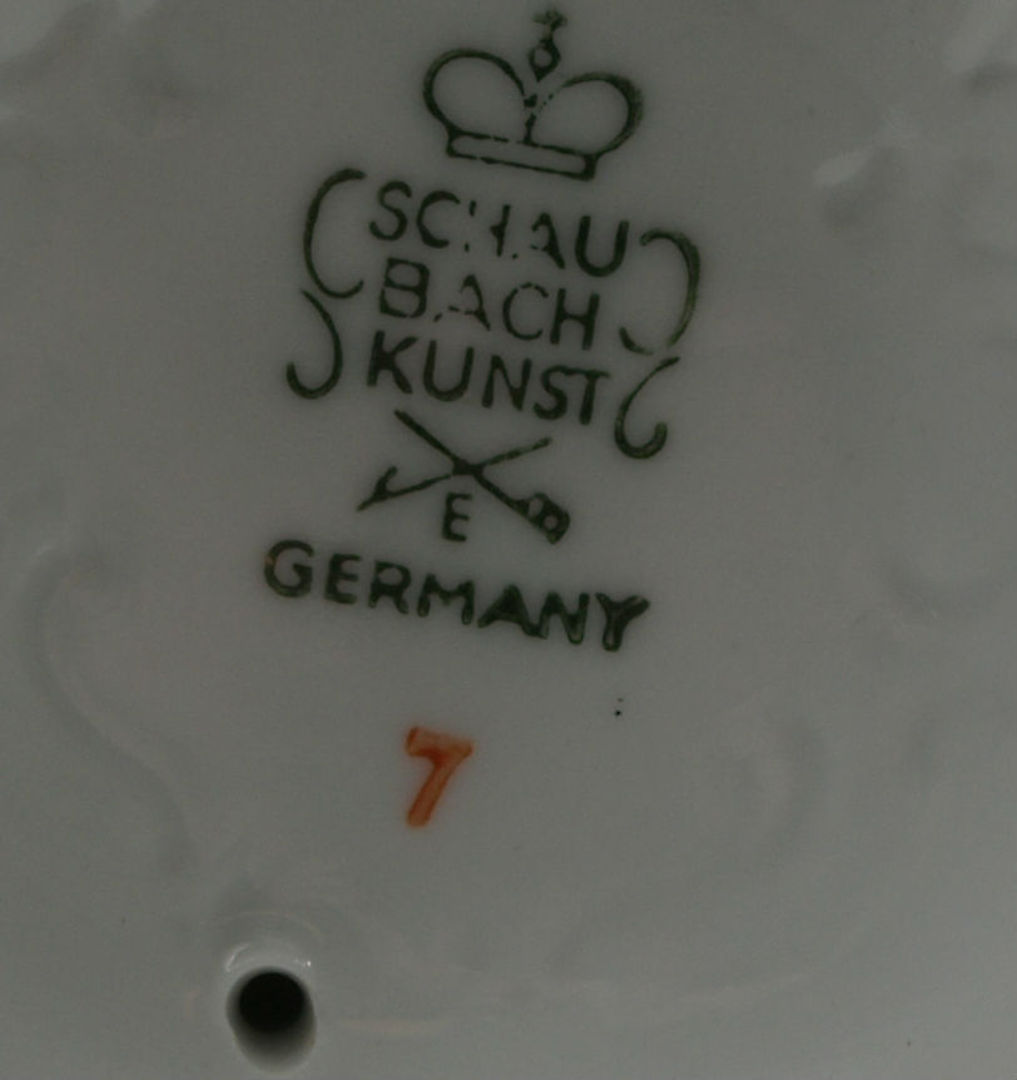 SCHAU
BACH
KUNST
E
GERMANY
7